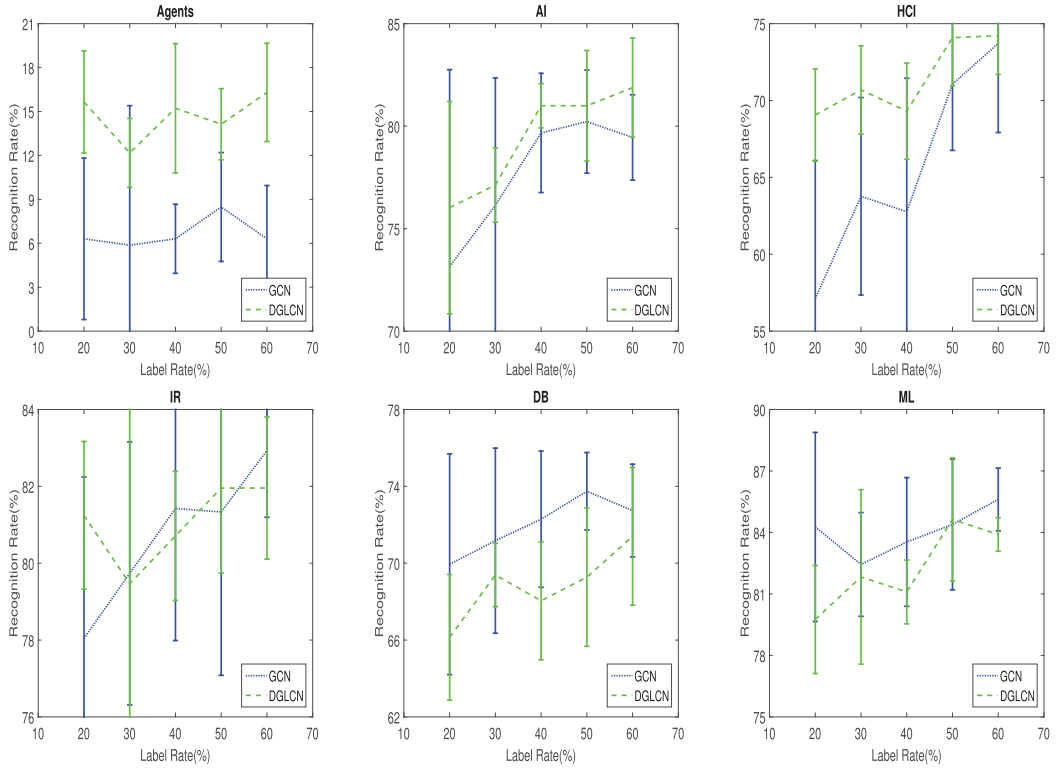 Agents
Recognition Rate(%)
21
18
15
12
9
6
3
0
10 20 30 40 50 60 70
Label Rate(%)
GCN
DGLCN
AI
Recognition Rate(%)
85
80
75
70
10 20 30 40 50 60 70
Label Rate(%)
GCN
DGLCN
HCI
Recognition Rate(%)
75
70
65
60
55
10 20 30 40 50 60 70
Label Rate(%)
GCN
DGLCN
IR
Recognition Rate(%)
84
82
80
78
76
10 20 30 40 50 60 70
Label Rate(%)
GCN
DGLCN
DB
Recognition Rate(%)
78
74
70
66
62
10 20 30 40 50 60 70
Label Rate(%)
GCN
DGLCN
ML
Recognition Rate(%)
90
87
84
81
78
75
10 20 30 40 50 60 70
Label Rate(%)
GCN
DGLCN